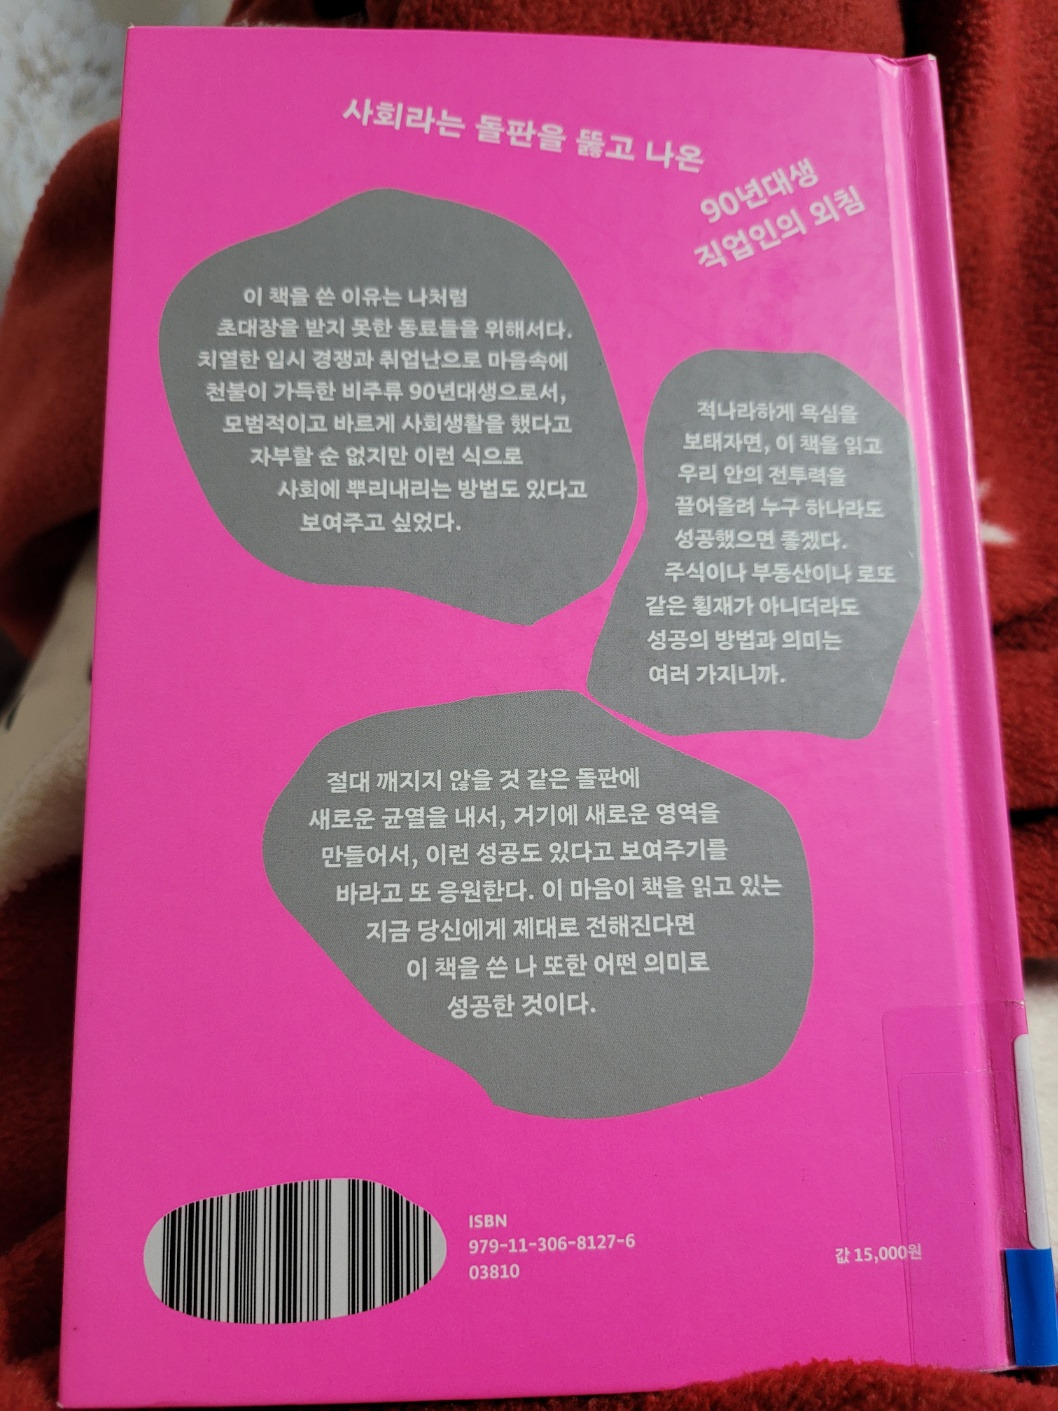 사회라는 돌판을 뚫고 나온
90년대생
직업인의 외침
이 책을 쓴 이유는 나처럼
초대장을 받지 못한 동료들을 위해서다.
치열한 입시 경쟁과 취업난으로 마음속에
천불이 가득한 비주류 90년대생으로서,
모범적이고 바르게 사회생활을 했다고
자부할 순 없지만 이런 식으로
사회에 뿌리내리는 방법도 있다고
보여주고 싶었다.
적나라하게 욕심을
보태자면, 이 책을 읽고
우리 안의 전투력을
끌어올려 누구 하나라도
성공했으면 좋겠다.
주식이나 부동산이나 로또
같은 횡재가 아니더라도
성공의 방법과 의미는
여러 가지니까.
절대 깨지지 않을 것 같은 돌판에
새로운 균열을 내서, 거기에 새로운 영역을
만들어서, 이런 성공도 있다고 보여주기를
바라고 또 응원한다. 이 마음이 책을 읽고 있는
지금 당신에게 제대로 전해진다면
이 책을 쓴 나 또한 어떤 의미로
성공한 것이다.
ISBN
979-11-306-8127-6
03810
값 15,000원